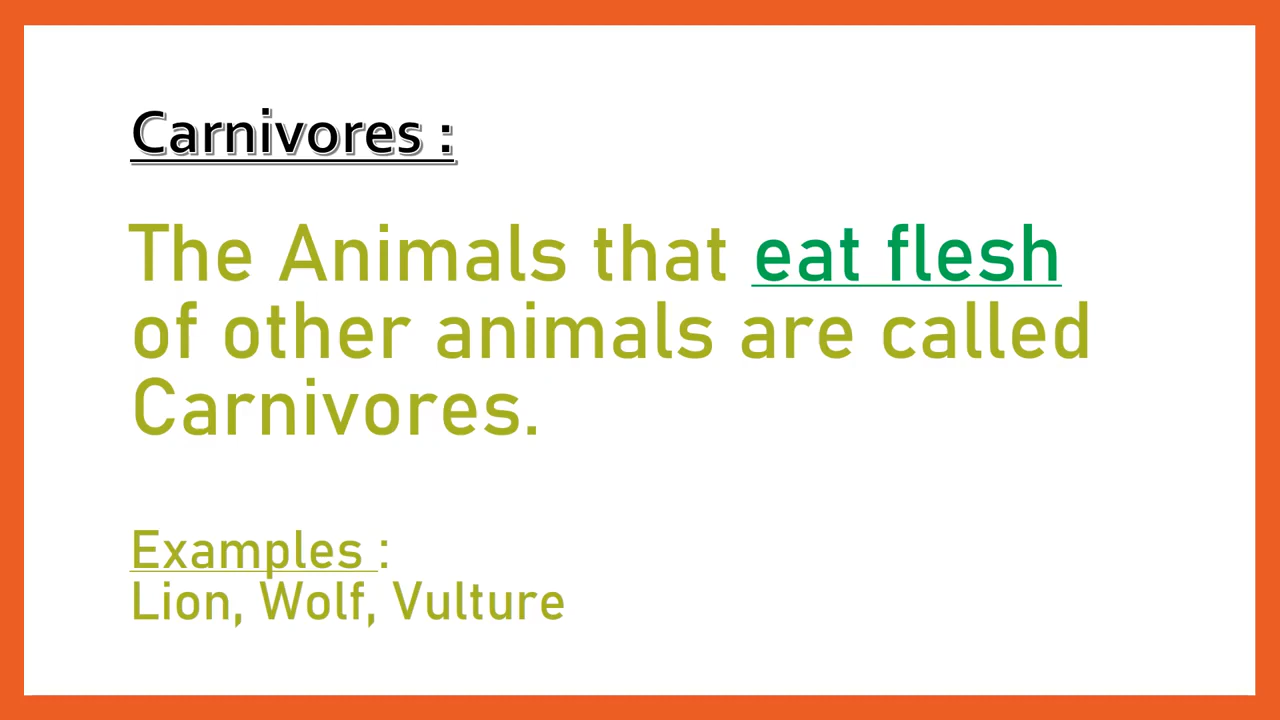 Carnivores :
The Animals that eat flesh
of other animals are called
Carnivores.
Examples :
Lion, Wolf, Vulture